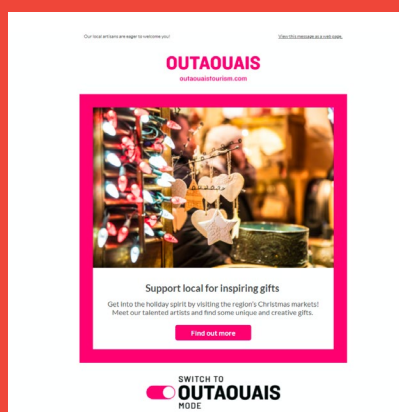 Our local artisans are eager to welcome you!
View this message as a web page.
OUTAOUAIS
outaouaistourism.com
Support local for inspiring gifts
Get into the holiday spirit by visiting the region's Christmas markets!
Meet our talented artists and find some unique and creative gifts.
Find out more
SWITCH TO
OUTAOUAIS
MODE